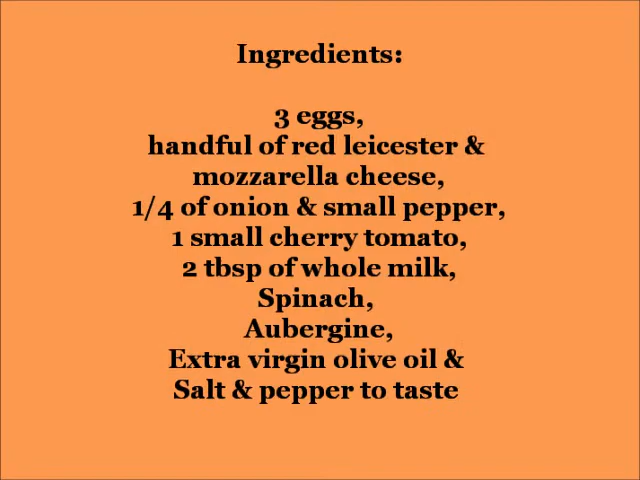 Ingredients:
3 eggs,
handful of red leicester &
mozzarella cheese,
1/4 of onion & small pepper,
1 small cherry tomato,
2 tbsp of whole milk,
Spinach,
Aubergine,
Extra virgin olive oil &
Salt & pepper to taste